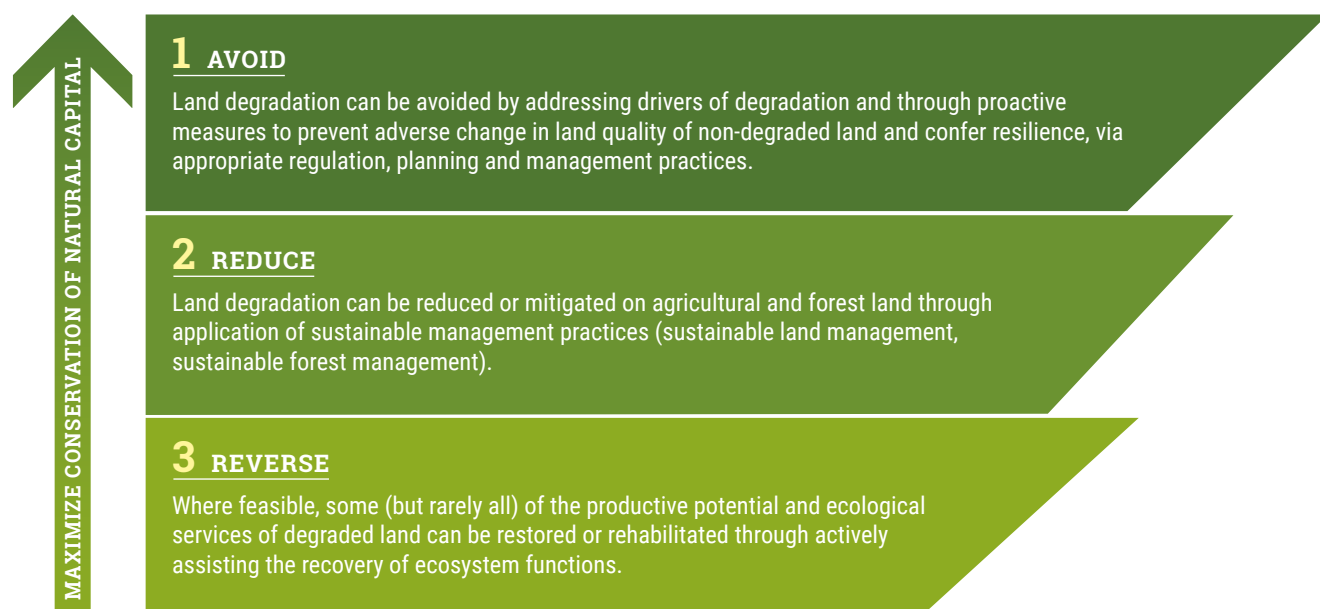 MAXIMIZE CONSERVATION OF NATURAL CAPITAL
1 AVOID
Land degradation can be avoided by addressing drivers of degradation and through proactive
measures to prevent adverse change in land quality of non-degraded land and confer resilience, via
appropriate regulation, planning and management practices.
2 REDUCE
Land degradation can be reduced or mitigated on agricultural and forest land through
application of sustainable management practices (sustainable land management,
sustainable forest management).
3 REVERSE
Where feasible, some (but rarely all) of the productive potential and ecological
services of degraded land can be restored or rehabilitated through actively
assisting the recovery of ecosystem functions.